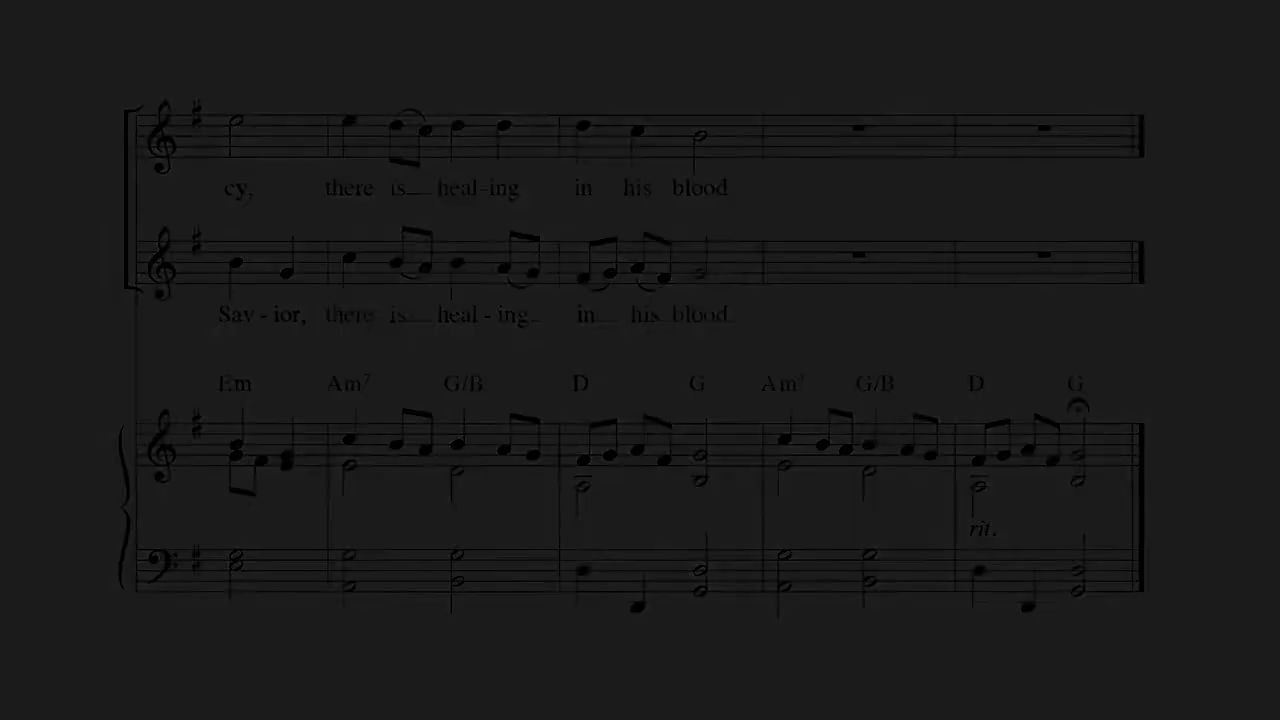 cy, there is heal-ing in his blood
Sav - ior, there is heal - ing in his blood.
Em Am7 G/B D G Am7 G/B D G
rit.